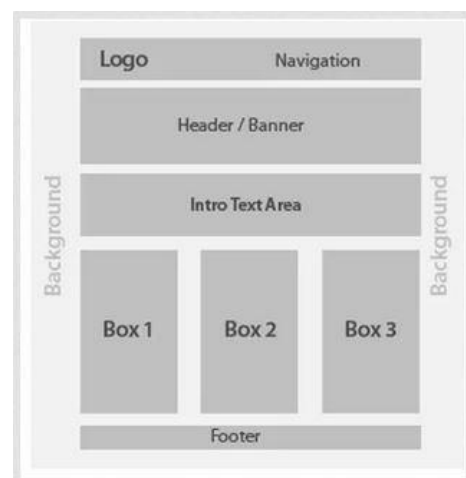 Logo Navigation
Header / Banner
Background
Intro Text Area
Background
Box 1 Box 2 Box 3
Footer